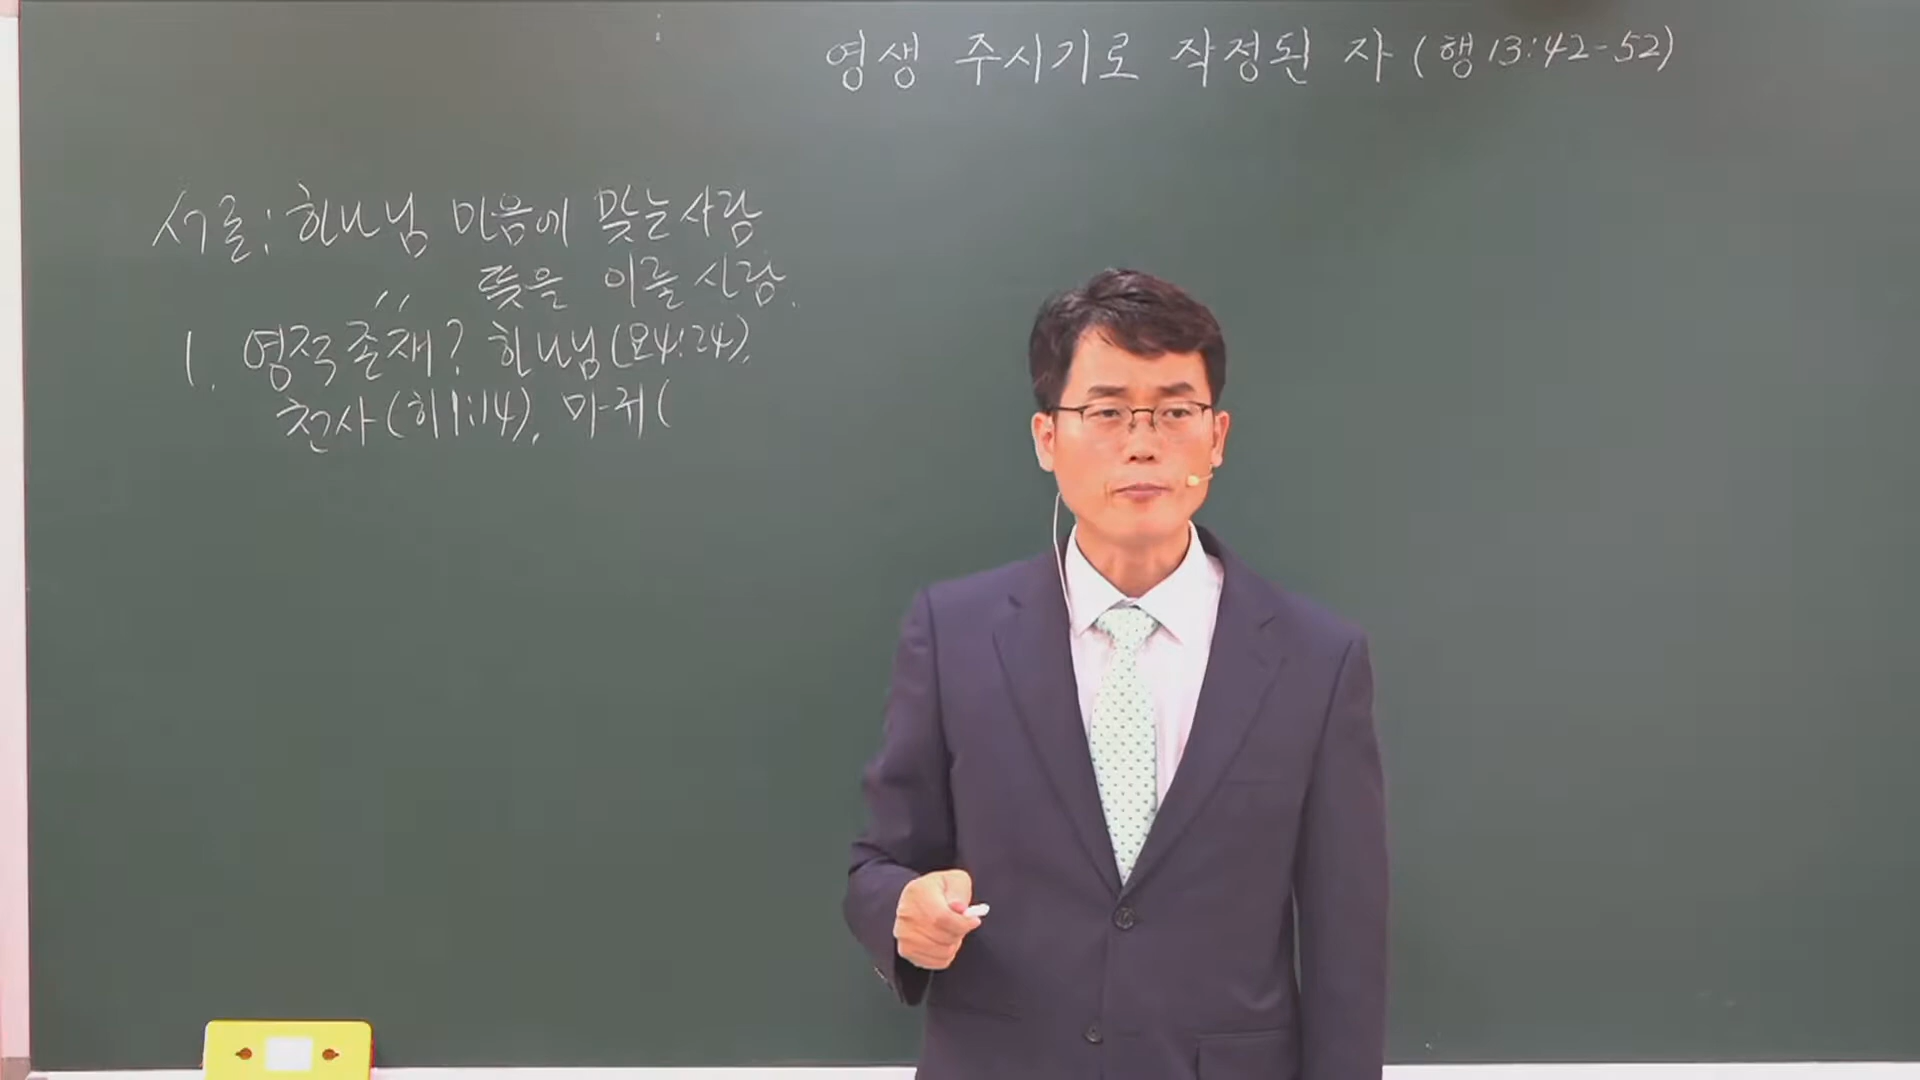 영생 주시기로 작정된 자 (행 13:42-52)
서론: 하나님 마음에 맞는사람
〃 뜻을 이룰 사람.
1. 영적존재? 하나님(요4:24),
천사(히1:14), 마귀(